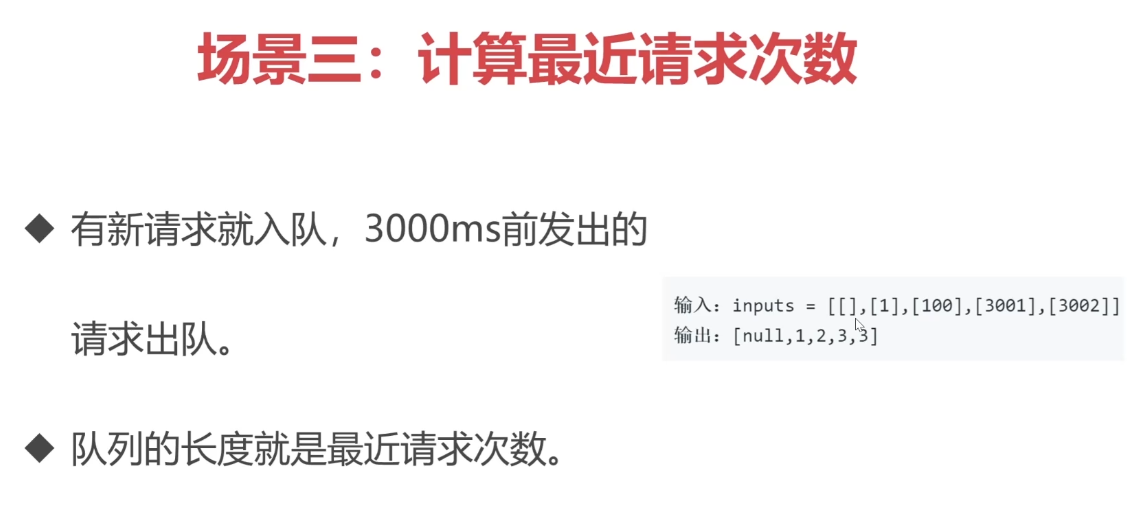 场景三：计算最近请求次数
◆ 有新请求就入队，3000ms前发出的
请求出队。
输入：inputs = [[],[1],[100],[3001],[3002]]
输出：[null,1,2,3,3]
◆ 队列的长度就是最近请求次数。